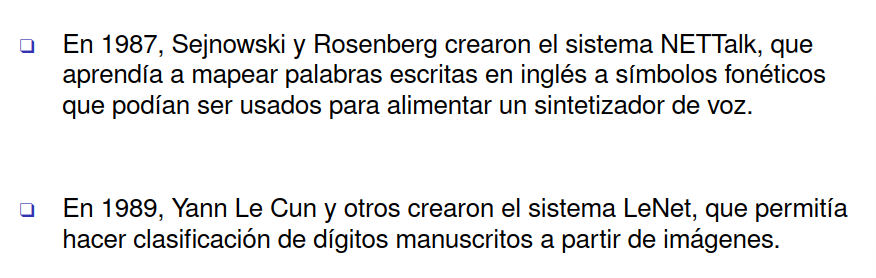 En 1987, Sejnowski y Rosenberg crearon el sistema NETTalk, que
aprendía a mapear palabras escritas en inglés a símbolos fonéticos
que podían ser usados para alimentar un sintetizador de voz.
En 1989, Yann Le Cun y otros crearon el sistema LeNet, que permitía
hacer clasificación de dígitos manuscritos a partir de imágenes.